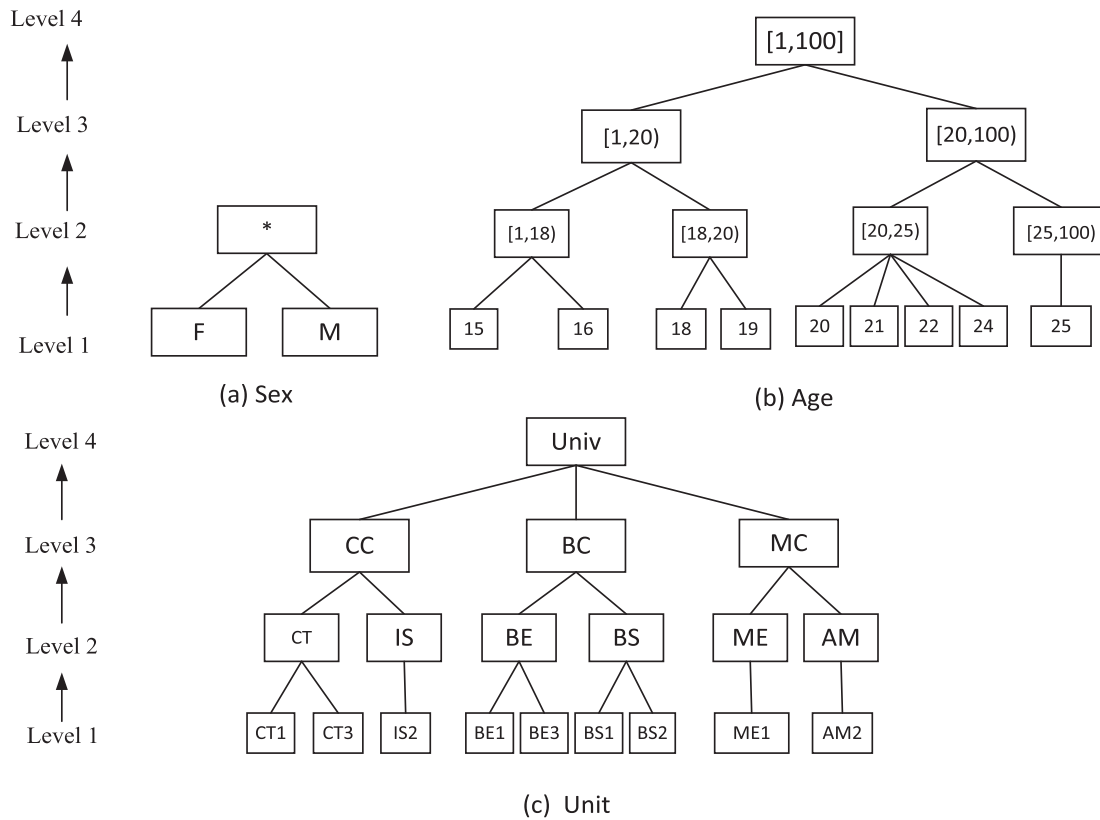 Level 4
[1,100]
Level 3
[1,20)
[20,100)
Level 2
*
[1,18)
[18,20)
[20,25)
[25,100)
Level 1
F
M
15
16
18
19
20
21
22
24
25
(a) Sex
(b) Age
Level 4
Univ
Level 3
CC
BC
MC
Level 2
CT
IS
BE
BS
ME
AM
Level 1
CT1
CT3
IS2
BE1
BE3
BS1
BS2
ME1
AM2
(c) Unit